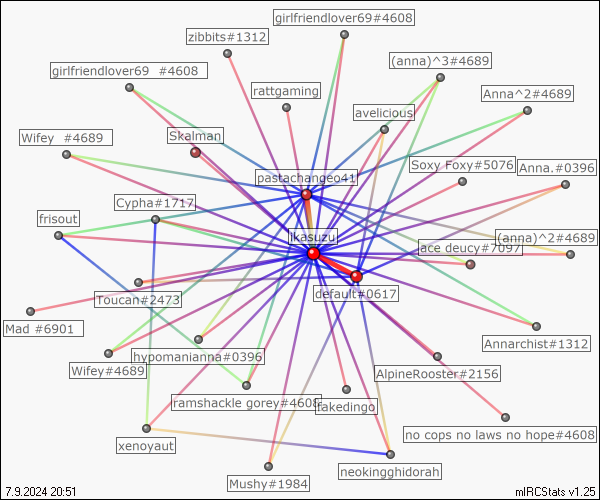 girlfriendlover69#4608
zibbits#1312
(anna)^3#4689
girlfriendlover69 #4608
rattgaming
Anna^2#4689
avelicious
Skalman
Wifey #4689
Soxy Foxy#5076
Anna.#0396
pastachangeo41
Cypha#1717
frisout
jkasuzu
(anna)^2#4689
ace deucy#7097
default#0617
Toucan#2473
Mad #6901
Annarchist#1312
hypomanianna#0396
Wifey#4689
AlpineRooster#2156
ramshackle gorey#4608
fakedingo
no cops no laws no hope#4608
xenoyaut
neokingghidorah
Mushy#1984
7.9.2024 20:51
mIRCStats v1.25